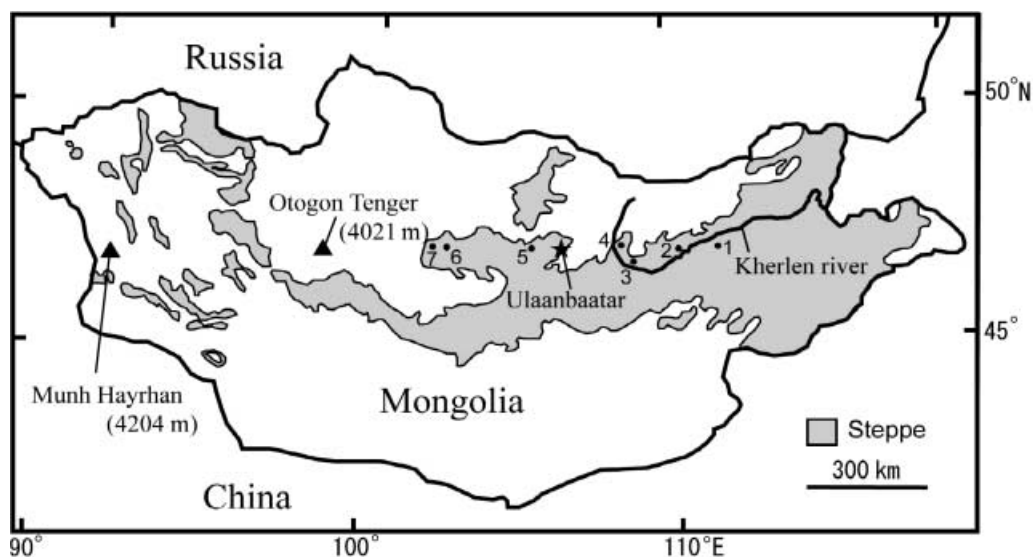 Russia
50°N
Otogon Tenger
(4021 m)
7
6
5
4
3
2
1
Kherlen river
Ulaanbaatar
45°
Munh Hayrhan
(4204 m)
Mongolia
Steppe
300 km
China
90°
100°
110°E